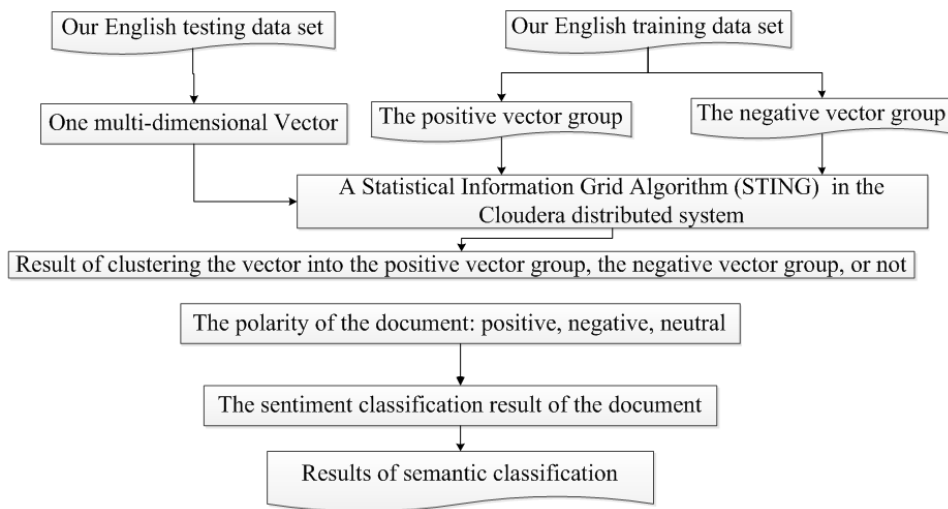 Our English testing data set
Our English training data set
One multi-dimensional Vector
The positive vector group
The negative vector group
A Statistical Information Grid Algorithm (STING) in the
Cloudera distributed system
Result of clustering the vector into the positive vector group, the negative vector group, or not
The polarity of the document: positive, negative, neutral
The sentiment classification result of the document
Results of semantic classification